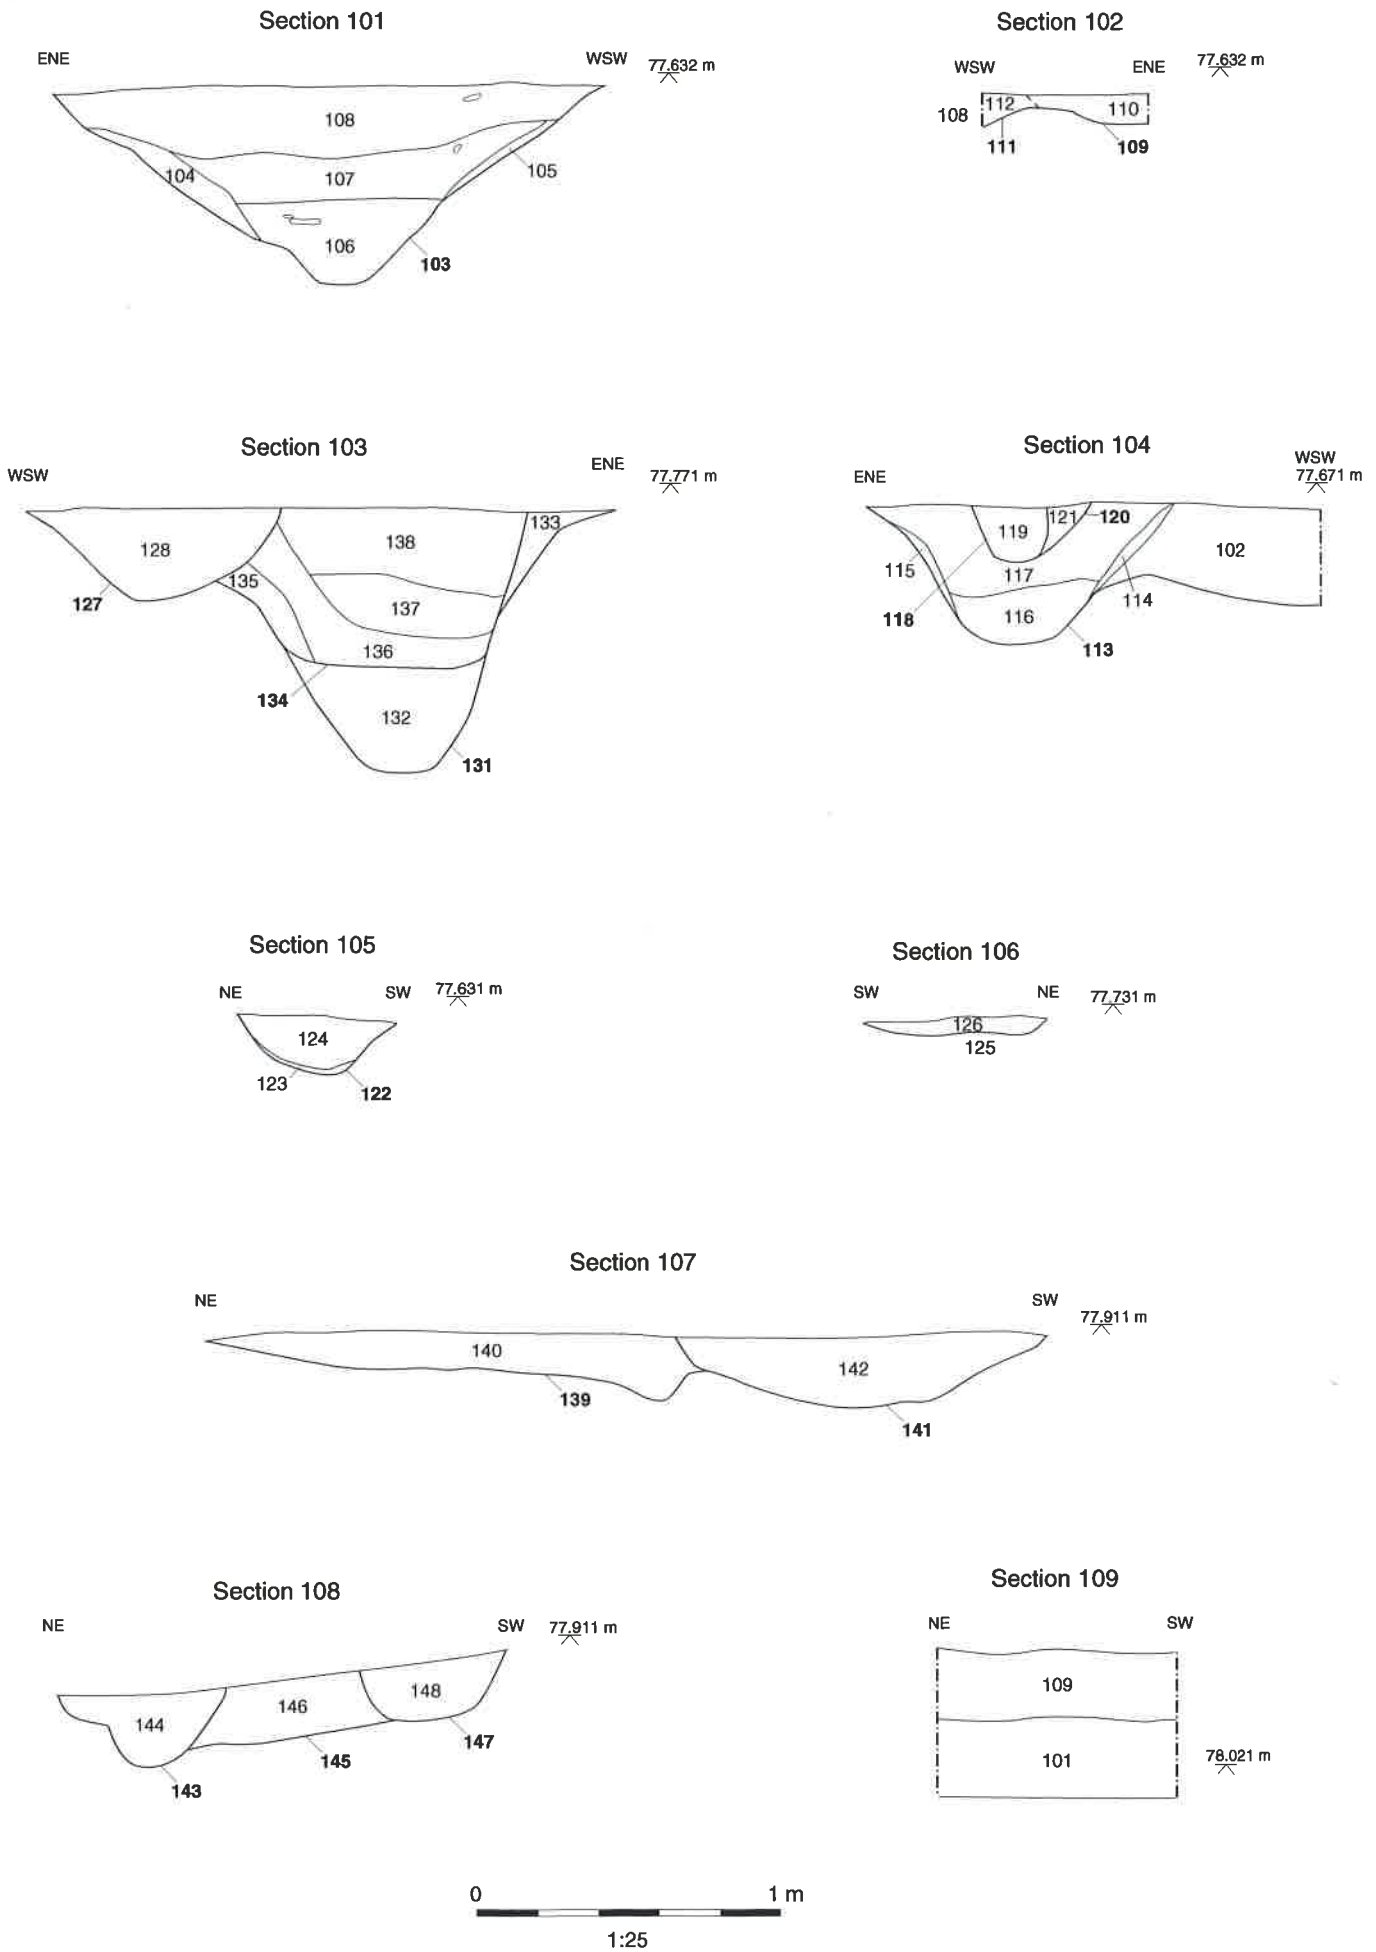 Section 101
ENE WSW 77.632 m
108
104
107
105
106
103
Section 102
WSW ENE 77.632 m
108 112 110
111 109
Section 103
WSW ENE 77.771 m
133
128 138
135
127 137
136
134
132
131
Section 104
ENE WSW
77.671 m
119 121 120
102
115 117
114
118 116
113
Section 105
NE SW 77.631 m
124
123 122
Section 106
SW NE 77.731 m
126
125
Section 107
NE SW 77.911 m
140 142
139
141
Section 108
NE SW 77.911 m
148
146
144
147
145
143
Section 109
NE SW
109
101 78.021 m
0 1 m
1:25